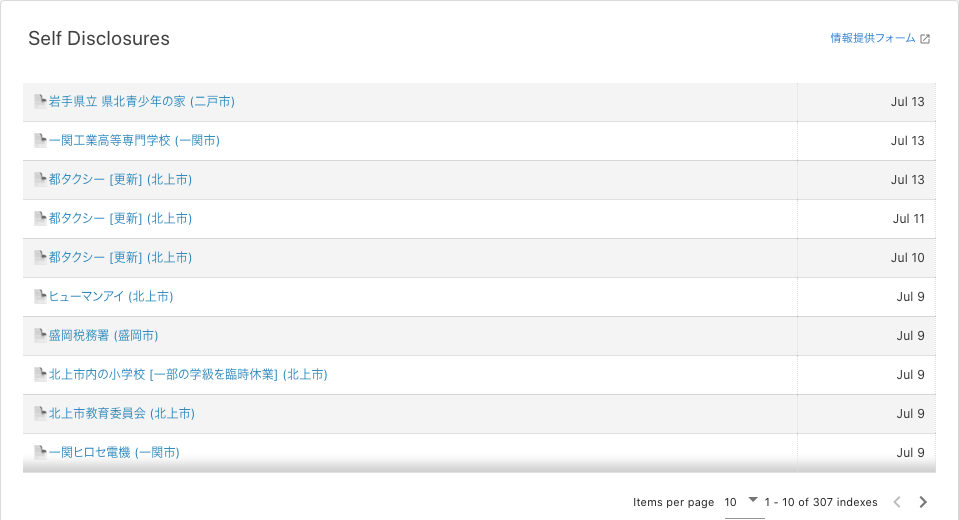 Self Disclosures
情報提供フォーム
岩手県立 県北青少年の家 (二戸市) Jul 13
一関工業高等専門学校 (一関市) Jul 13
都タクシー [更新] (北上市) Jul 13
都タクシー [更新] (北上市) Jul 11
都タクシー [更新] (北上市) Jul 10
ヒューマンアイ (北上市) Jul 9
盛岡税務署 (盛岡市) Jul 9
北上市内の小学校 [一部の学級を臨時休業] (北上市) Jul 9
北上市教育委員会 (北上市) Jul 9
一関ヒロセ電機 (一関市) Jul 9
Items per page 10 1 - 10 of 307 indexes